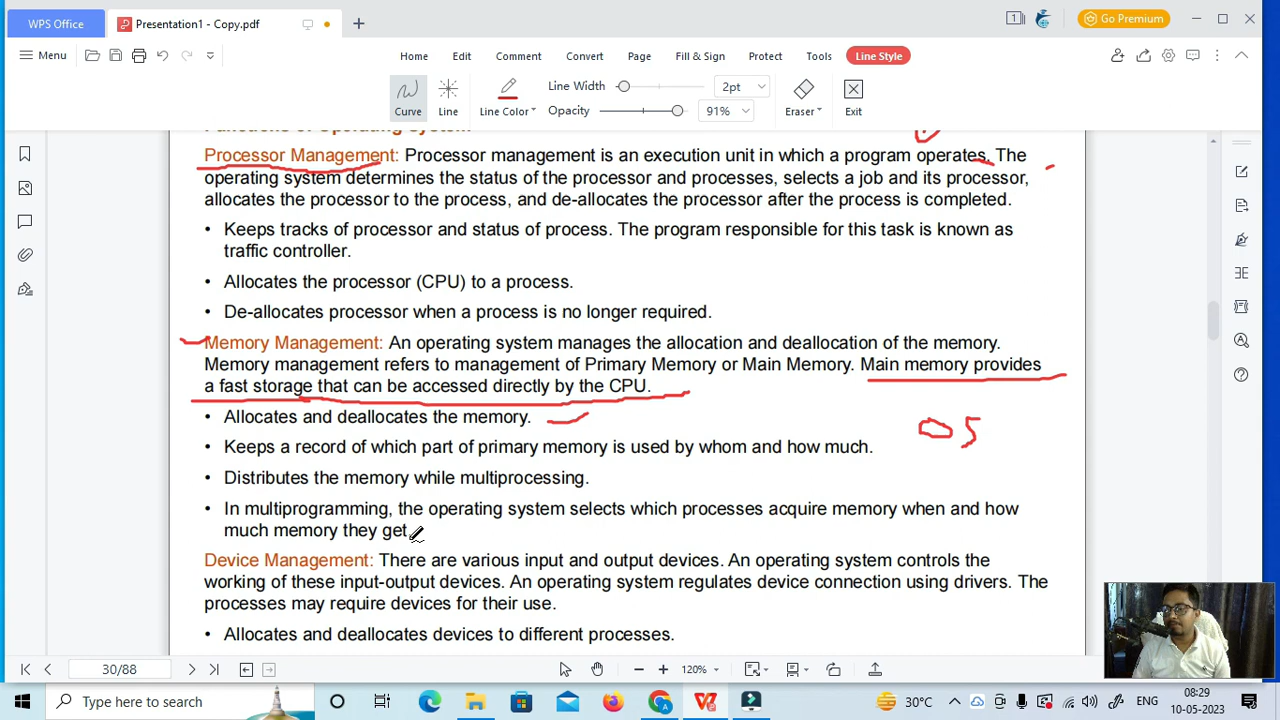 WPS Office
Presentation1 - Copy.pdf
1
Go Premium
Menu
Home
Edit
Comment
Convert
Page
Fill & Sign
Protect
Tools
Line Style
Curve
Line
Line Color
Line Width
2pt
Opacity
91%
Eraser
Exit
Functions of Operating System
Processor Management: Processor management is an execution unit in which a program operates. The
operating system determines the status of the processor and processes, selects a job and its processor,
allocates the processor to the process, and de-allocates the processor after the process is completed.
• Keeps tracks of processor and status of process. The program responsible for this task is known as
traffic controller.
• Allocates the processor (CPU) to a process.
• De-allocates processor when a process is no longer required.
Memory Management: An operating system manages the allocation and deallocation of the memory.
Memory management refers to management of Primary Memory or Main Memory. Main memory provides
a fast storage that can be accessed directly by the CPU.
• Allocates and deallocates the memory.
OS
• Keeps a record of which part of primary memory is used by whom and how much.
• Distributes the memory while multiprocessing.
• In multiprogramming, the operating system selects which processes acquire memory when and how
much memory they get
Device Management: There are various input and output devices. An operating system controls the
working of these input-output devices. An operating system regulates device connection using drivers. The
processes may require devices for their use.
• Allocates and deallocates devices to different processes.
30/88
120%
Type here to search
30°C
ENG
08:29
10-05-2023